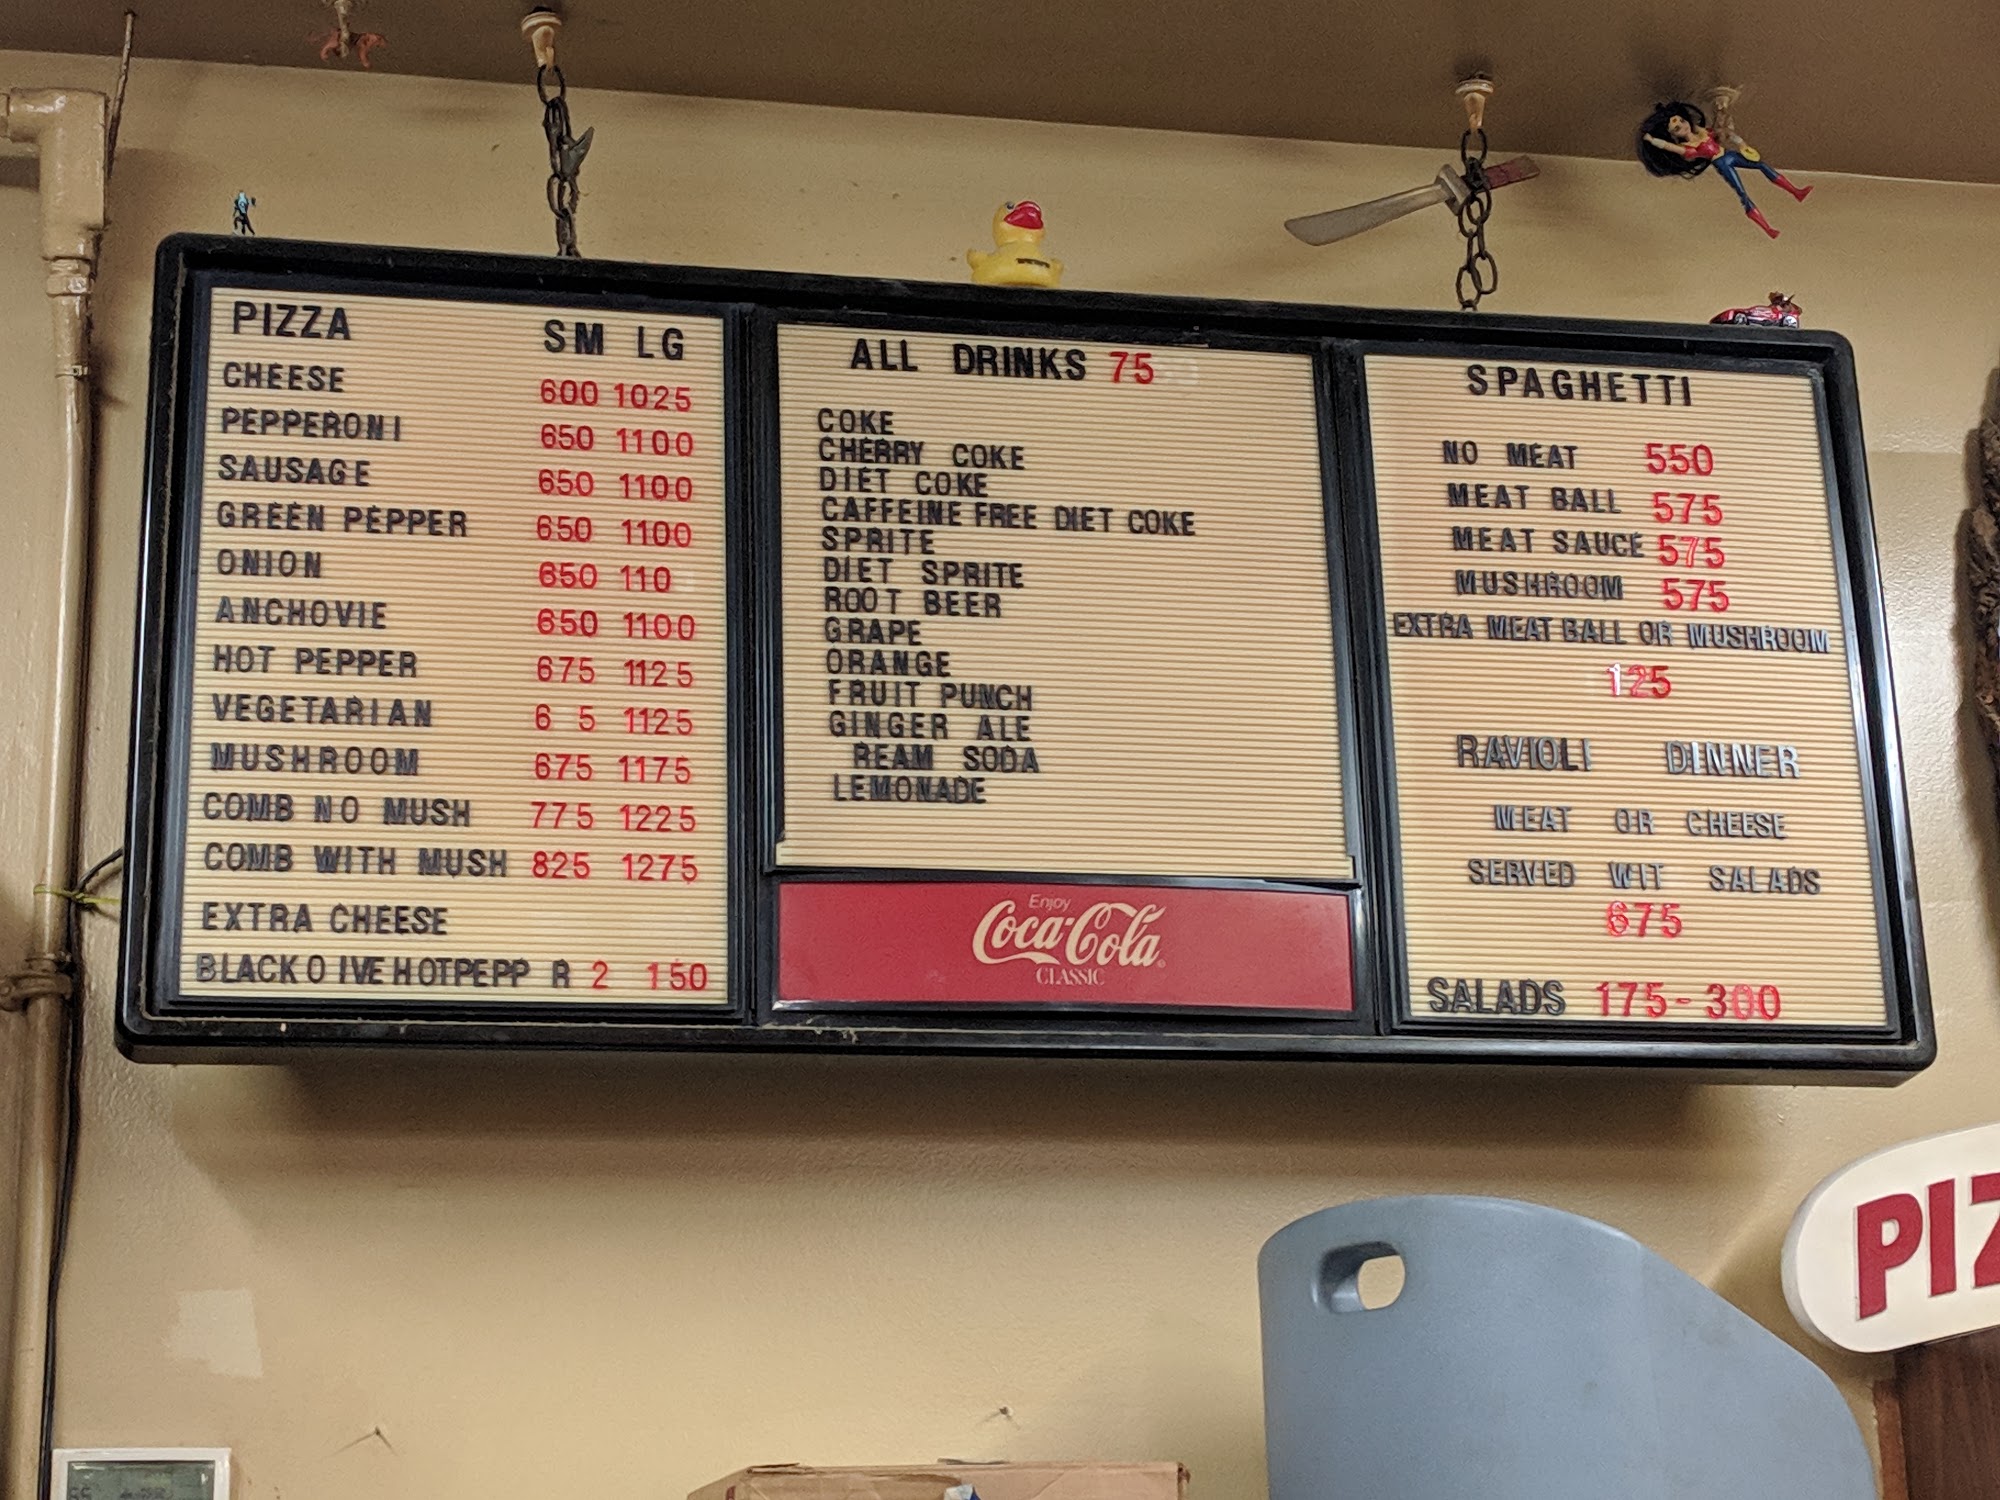 PIZZA SM LG
CHEESE 600 1025
PEPPERONI 650 1100
SAUSAGE 650 1100
GREEN PEPPER 650 1100
ONION 650 110
ANCHOVIE 650 1100
HOT PEPPER 675 1125
VEGETARIAN 6 5 1125
MUSHROOM 675 1175
COMB NO MUSH 775 1225
COMB WITH MUSH 825 1275
EXTRA CHEESE
BLACK O IVE HOTPEPP R 2 150
ALL DRINKS 75
COKE
CHERRY COKE
DIET COKE
CAFFEINE FREE DIET COKE
SPRITE
DIET SPRITE
ROOT BEER
GRAPE
ORANGE
FRUIT PUNCH
GINGER ALE
REAM SODA
LEMONADE
Enjoy
Coca-Cola
CLASSIC
SPAGHETTI
NO MEAT 550
MEAT BALL 575
MEAT SAUCE 575
MUSHROOM 575
EXTRA MEAT BALL OR MUSHROOM
125
RAVIOLI DINNER
MEAT OR CHEESE
SERVED WIT SALADS
675
SALADS 175-300
PIZ